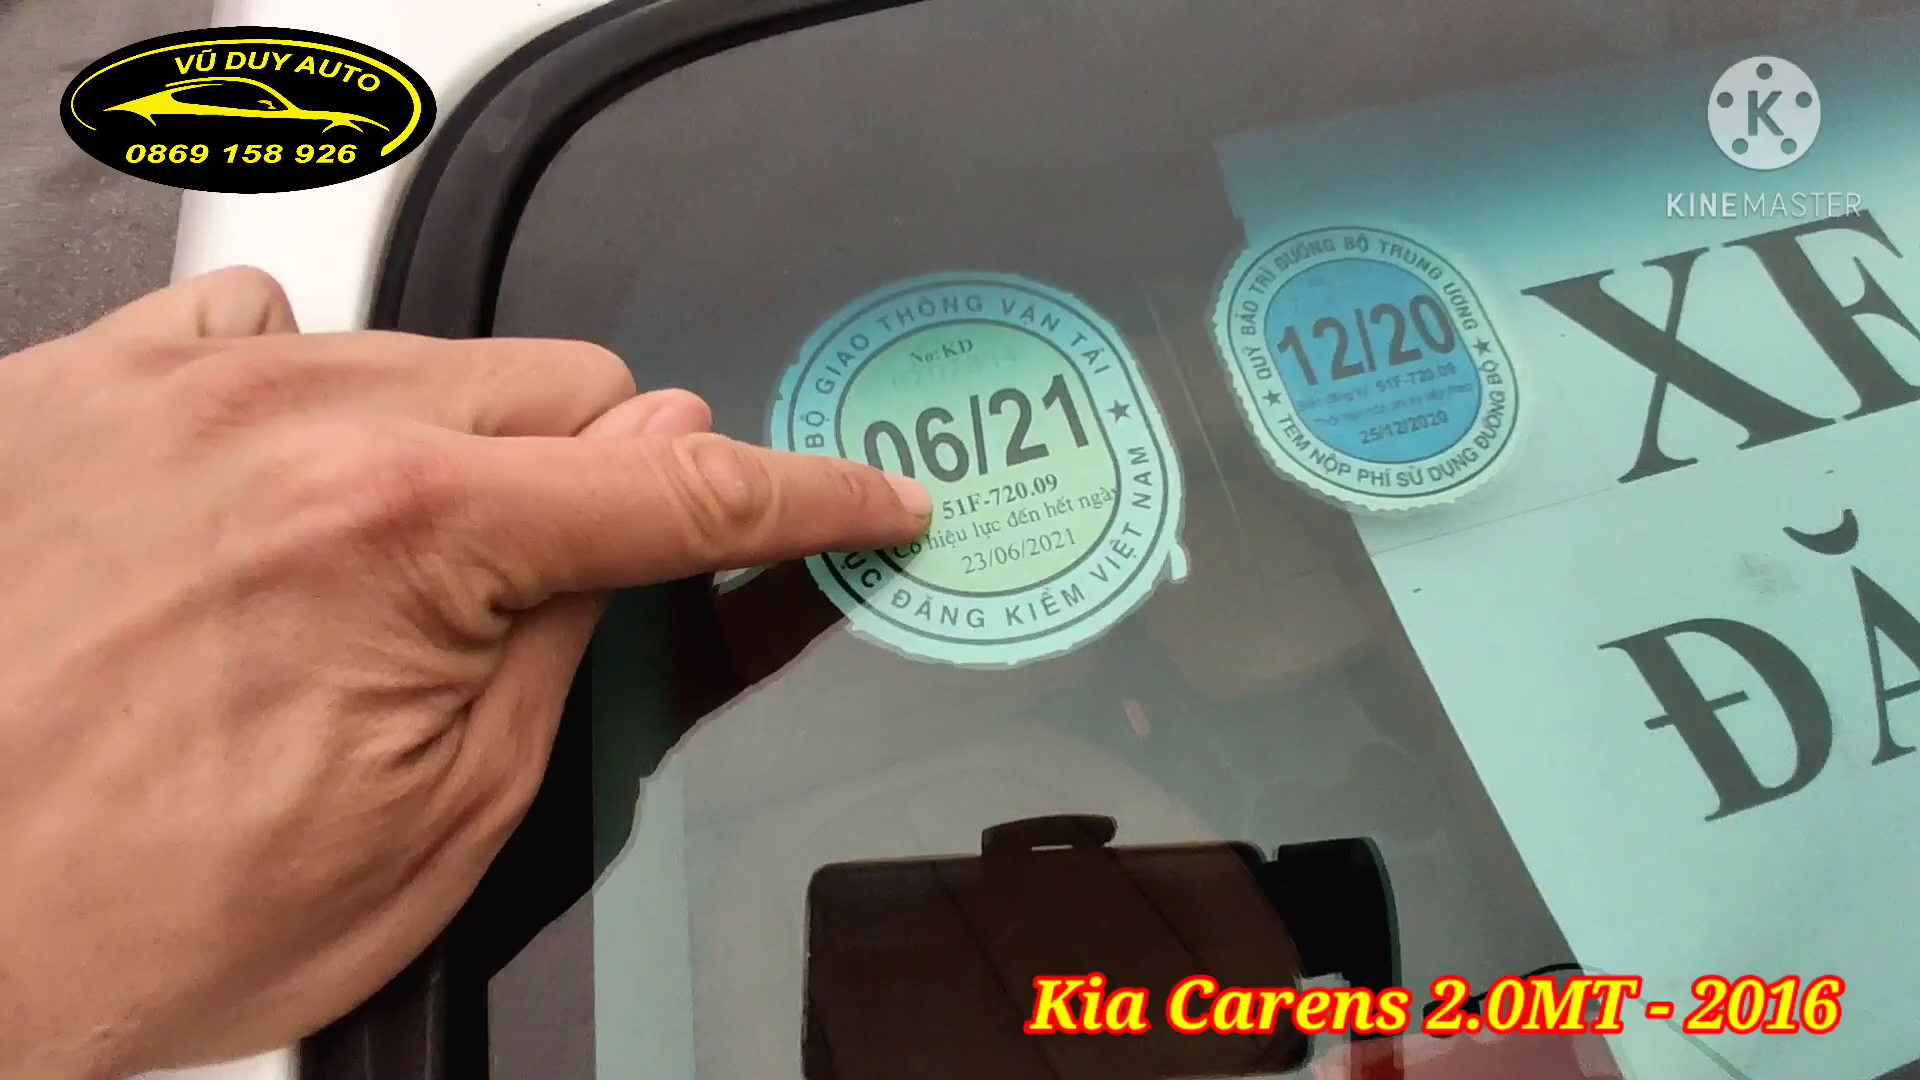 VŨ DUY AUTO
0869 158 926
K
KINEMASTER
BỘ GIAO THÔNG VẬN TẢI
No: KD
06/21
51F-720.09
Có hiệu lực đến hết ngày
23/06/2021
ỤC ĐĂNG KIỂM VIỆT NAM
QUỸ BẢO TRÌ ĐƯỜNG BỘ TRUNG ƯƠNG
12/20
51F-720.09
25/12/2020
TEM NỘP PHÍ SỬ DỤNG ĐƯỜNG BỘ
XE
ĐĂ
Kia Carens 2.0MT - 2016